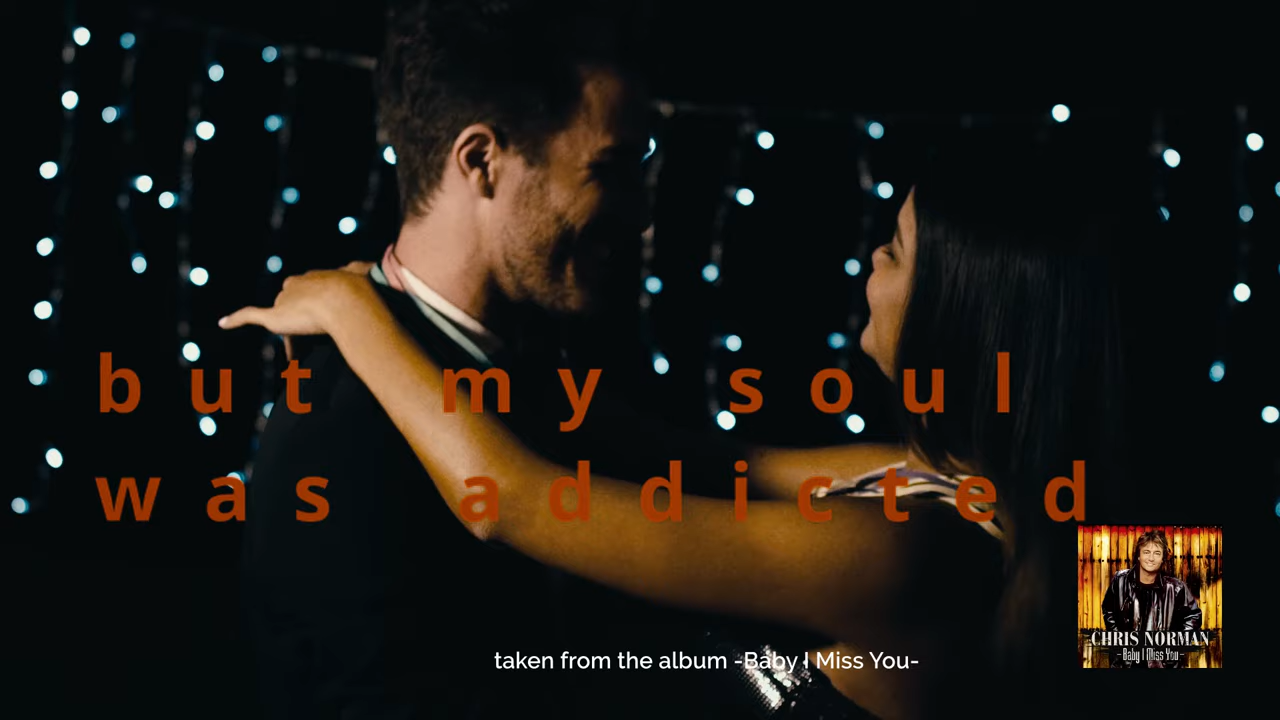 but my soul
was addicted
CHRIS NORMAN
-Baby I Miss You-
taken from the album -Baby I Miss You-